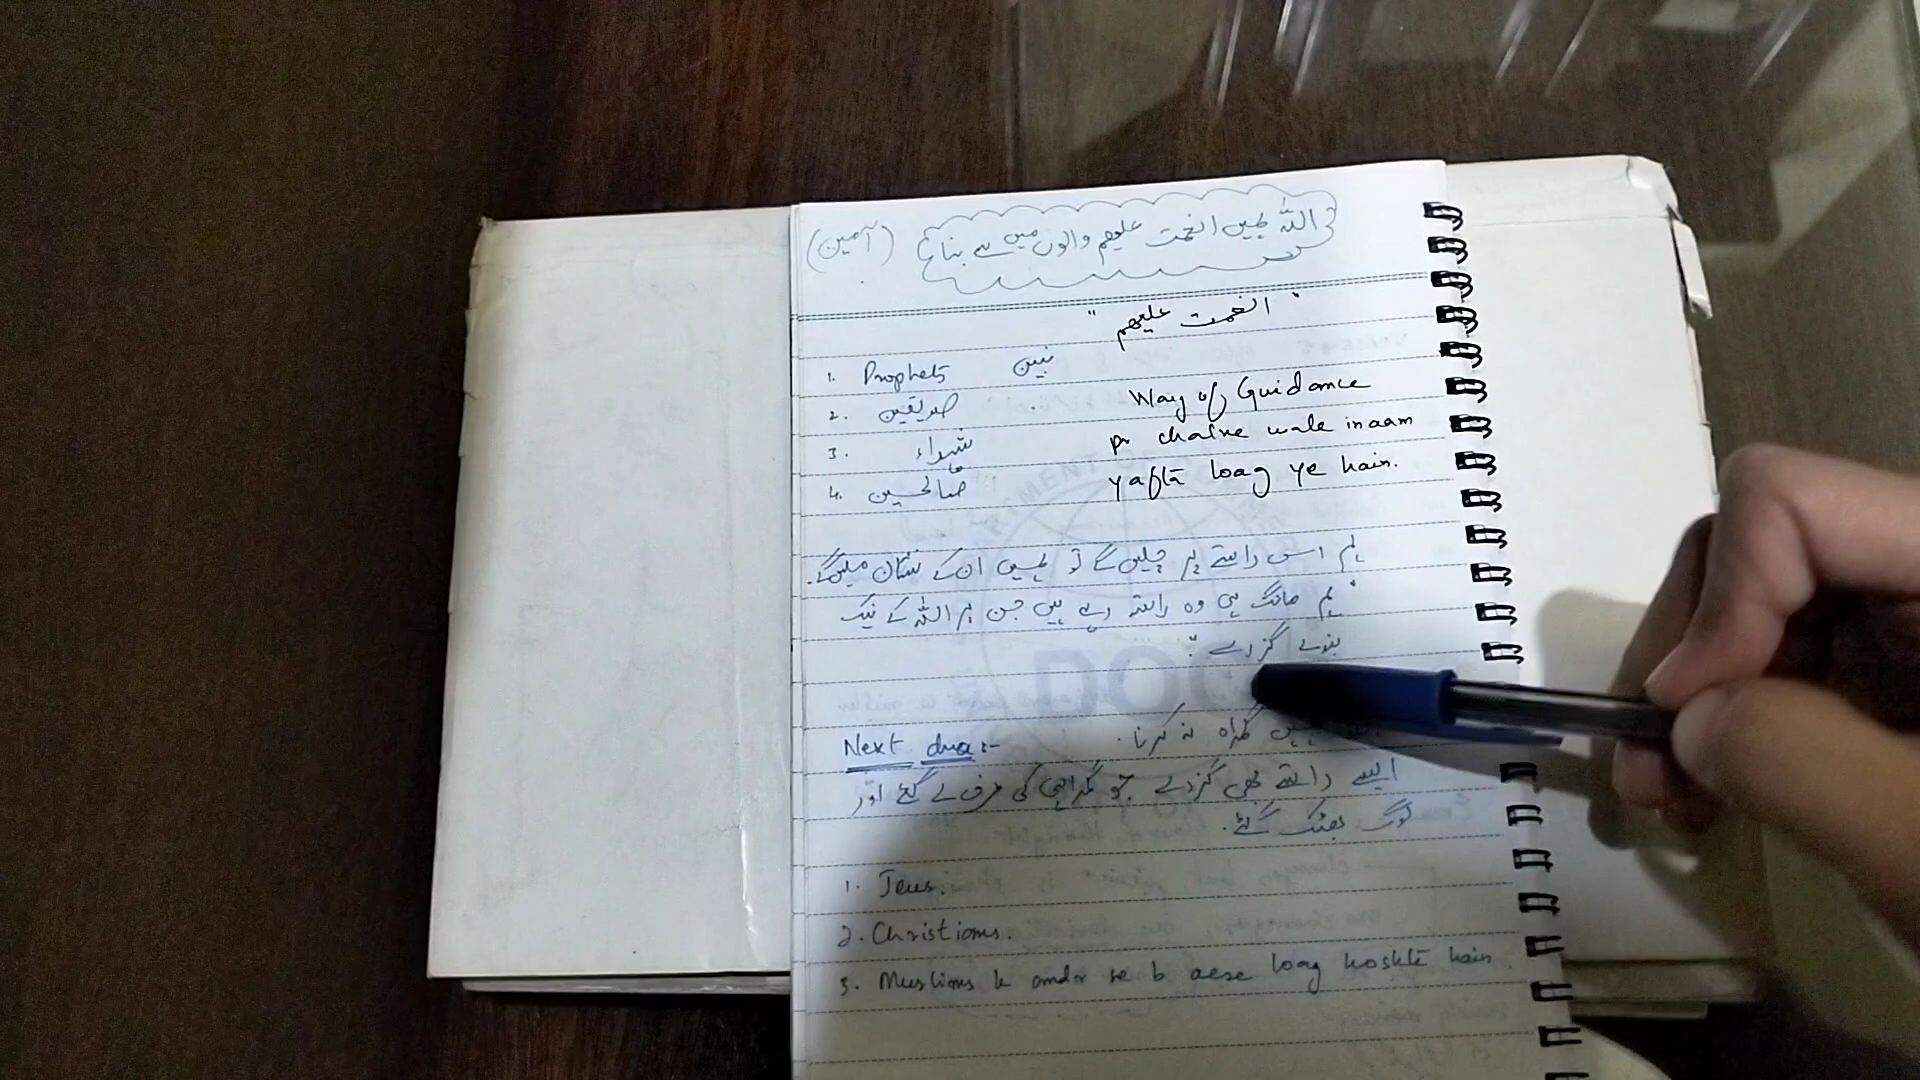 اللہ ہمیں انعمت علیھم والوں میں سے بنائے (آمین)
"انعمت علیھم"
1. Prophets نبین
2. صدیقین
Way of Guidance
3. شہداء
pr chalne wale inaam
4. صالحین
yafta loag ye hain.
ہم اس راستے پر چلیں گے تو ہمیں ان کے نشان ملیں گے.
ہم مانگ ہی وہ راستہ رہے ہیں جن پر اللہ کے نیک
بندے گزرے
Next dua:- ہمیں گمراہ نہ کرنا.
ایسے راستے بھی گزرے جو گمراہی کی طرف لے گئے اور
لوگ بھٹک گئے.
1. Jews.
2. Christians.
3. Muslims k andr se b aese loag hoskte hain.